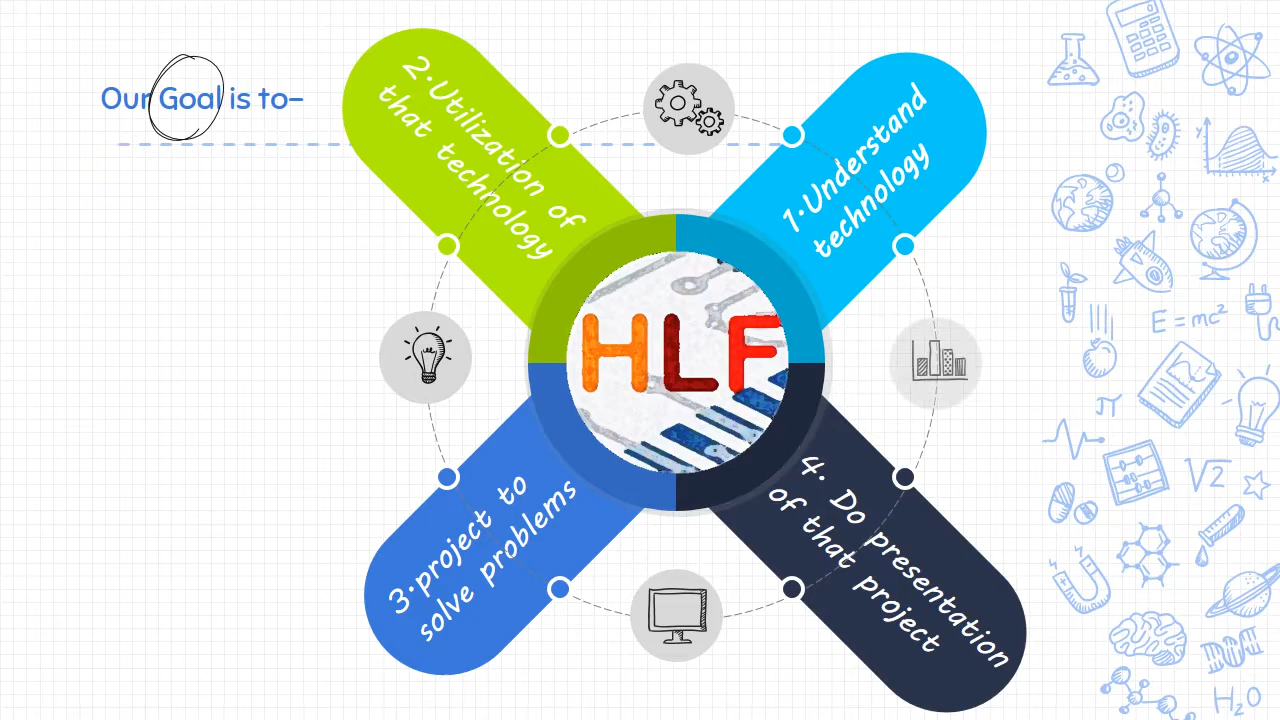 Our Goal is to-
2.Utilization of
that technology
1.Understand
technology
HLF
3.project to
solve problems
4. Do presentation
of that project
E=mc²
π
√2
H₂O
y
x